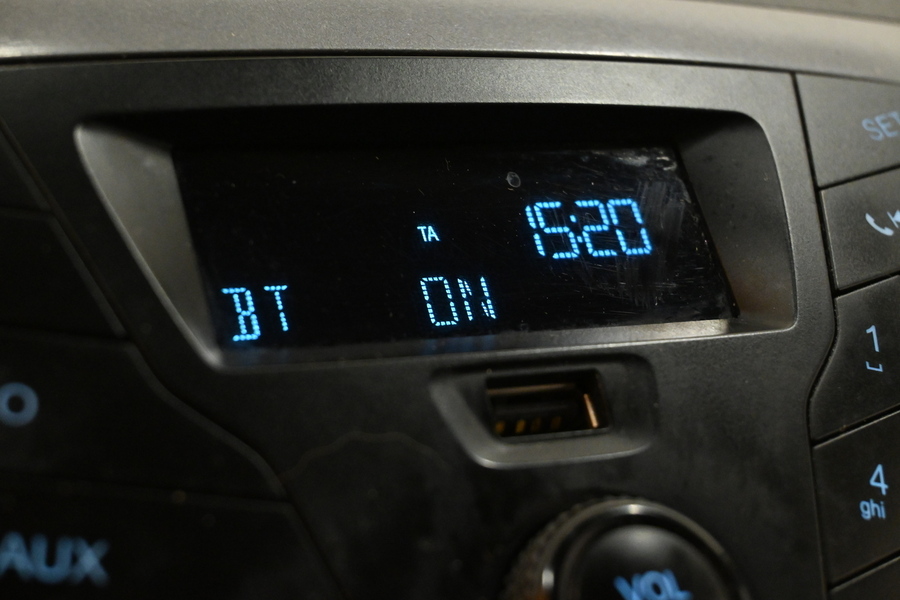 SET
TA 15:20
BT ON
1
O
4
ghi
AUX
VOL